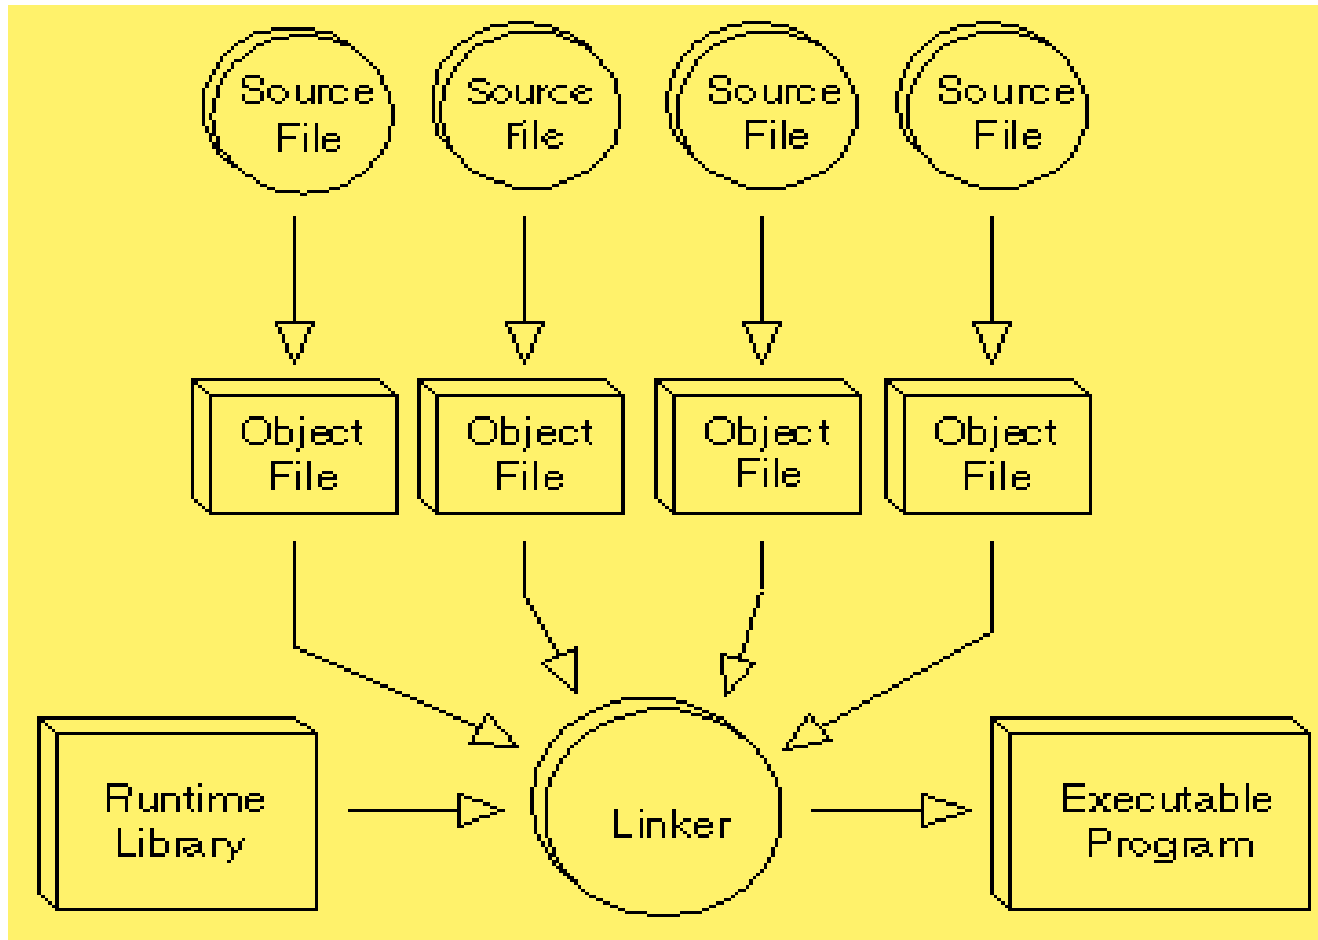 Source
File
Source
File
Source
File
Source
File
Object
File
Object
File
Object
File
Object
File
Runtime
Library
Linker
Executable
Program